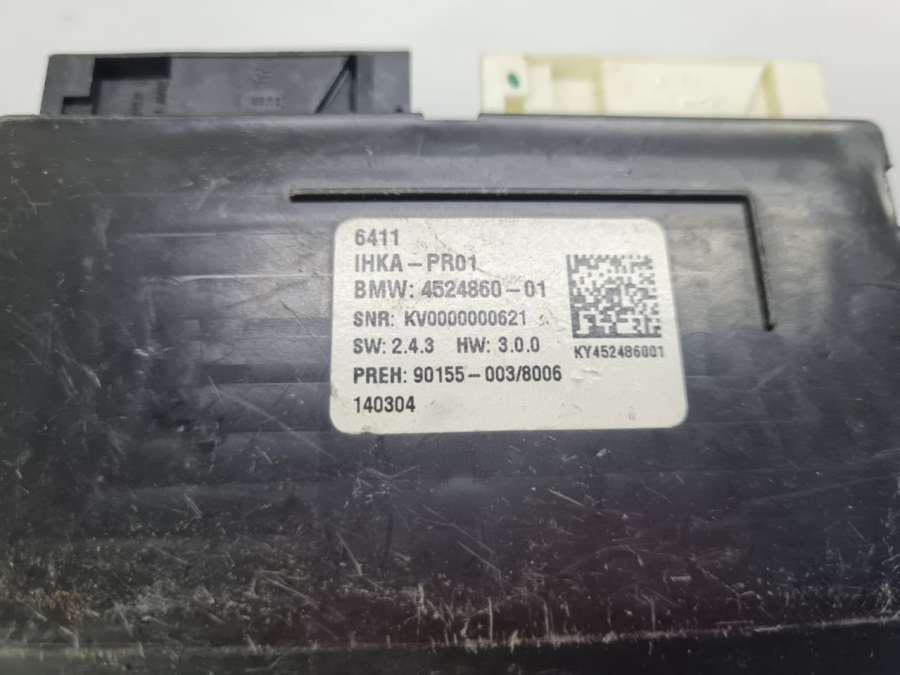 6411
IHKA-PR01
BMW: 4524860-01
SNR: KV0000000621
SW: 2.4.3 HW: 3.0.0
KY452486001
PREH: 90155-003/8006
140304